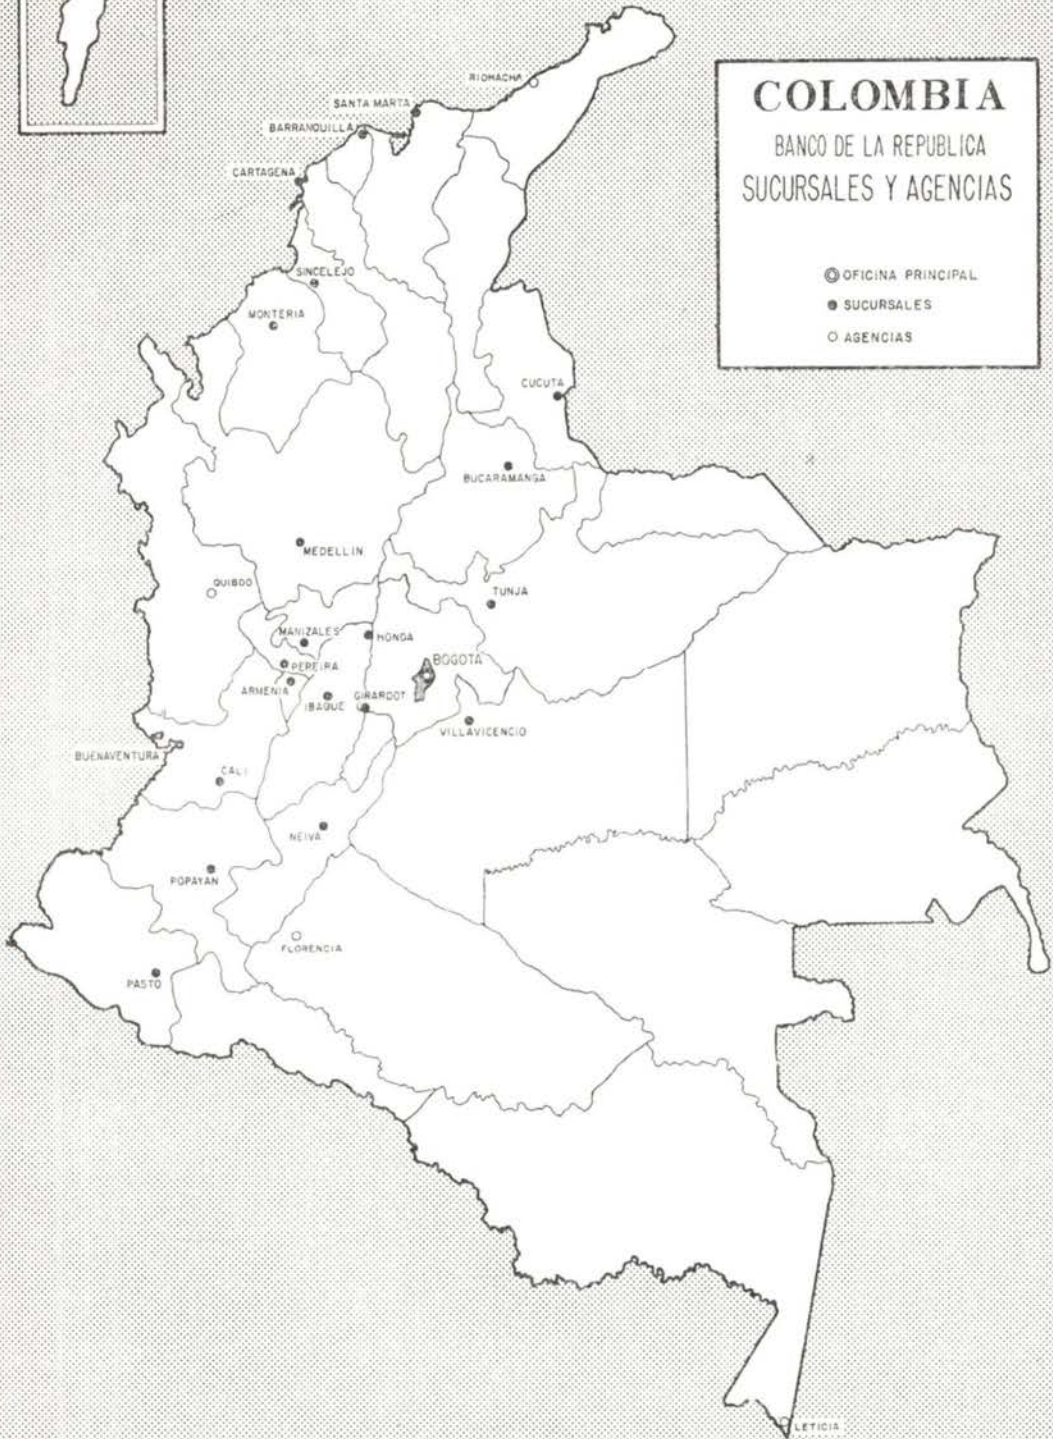 COLOMBIA
BANCO DE LA REPUBLICA
SUCURSALES Y AGENCIAS
OFICINA PRINCIPAL
SUCURSALES
AGENCIAS
RIOHACHA
SANTA MARTA
BARRANQUILLA
CARTAGENA
SINCELEJO
MONTERIA
CUCUTA
BUCARAMANGA
MEDELLIN
QUIBDO
TUNJA
MANIZALES
HONDA
PEREIRA
BOGOTA
ARMENIA
IBAGUE
GIRARDOT
VILLAVICENCIO
BUENAVENTURA
CALI
NEIVA
POPAYAN
FLORENCIA
PASTO
LETICIA